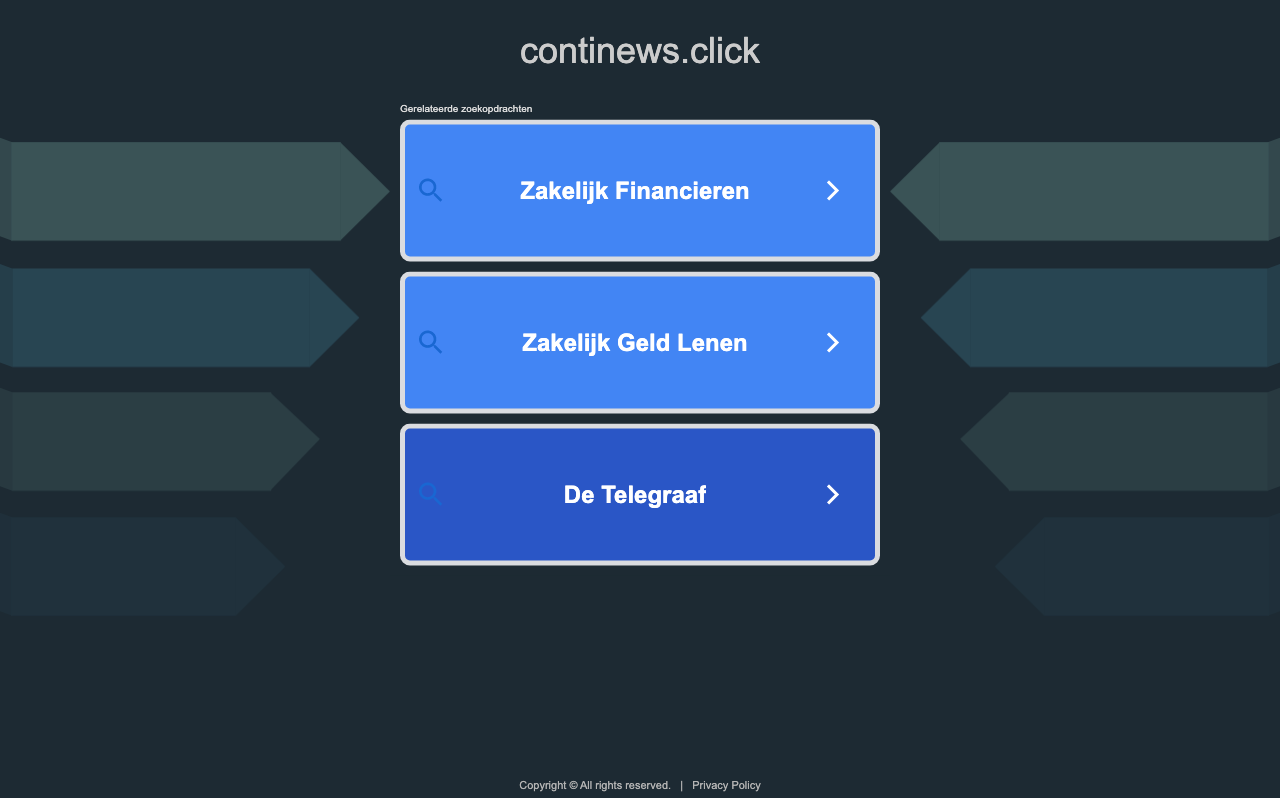 continews.click
Gerelateerde zoekopdrachten
Zakelijk Financieren
Zakelijk Geld Lenen
De Telegraaf
Copyright © All rights reserved. | Privacy Policy